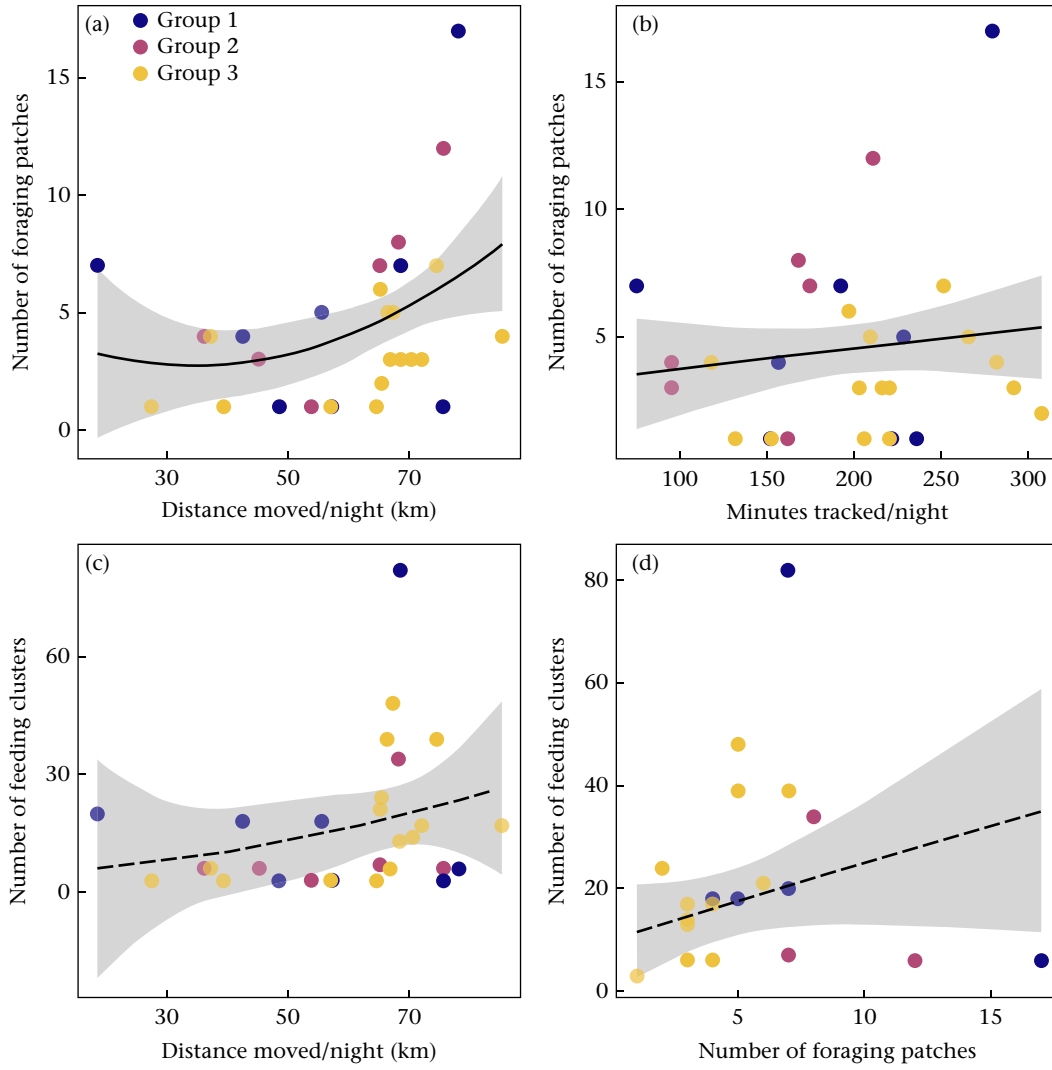 (a)
Group 1
Group 2
Group 3
15
10
5
0
Number of foraging patches
30
50
70
Distance moved/night (km)
(b)
15
10
5
Number of foraging patches
100
150
200
250
300
Minutes tracked/night
(c)
60
30
0
Number of feeding clusters
30
50
70
Distance moved/night (km)
(d)
80
60
40
20
0
Number of feeding clusters
5
10
15
Number of foraging patches